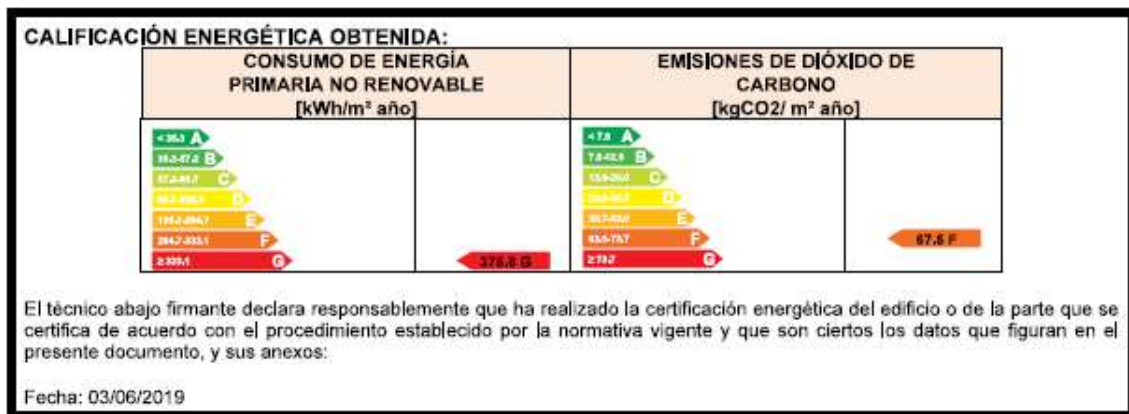 CALIFICACIÓN ENERGÉTICA OBTENIDA:
CONSUMO DE ENERGÍA
PRIMARIA NO RENOVABLE
[kWh/m² año]
EMISIONES DE DIÓXIDO DE
CARBONO
[kgCO2/ m² año]
A
B
C
D
E
F
G
A
B
C
D
E
F
G
67.6 F
El técnico abajo firmante declara responsablemente que ha realizado la certificación energética del edificio o de la parte que se
certifica de acuerdo con el procedimiento establecido por la normativa vigente y que son ciertos los datos que figuran en el
presente documento, y sus anexos:
Fecha: 03/06/2019